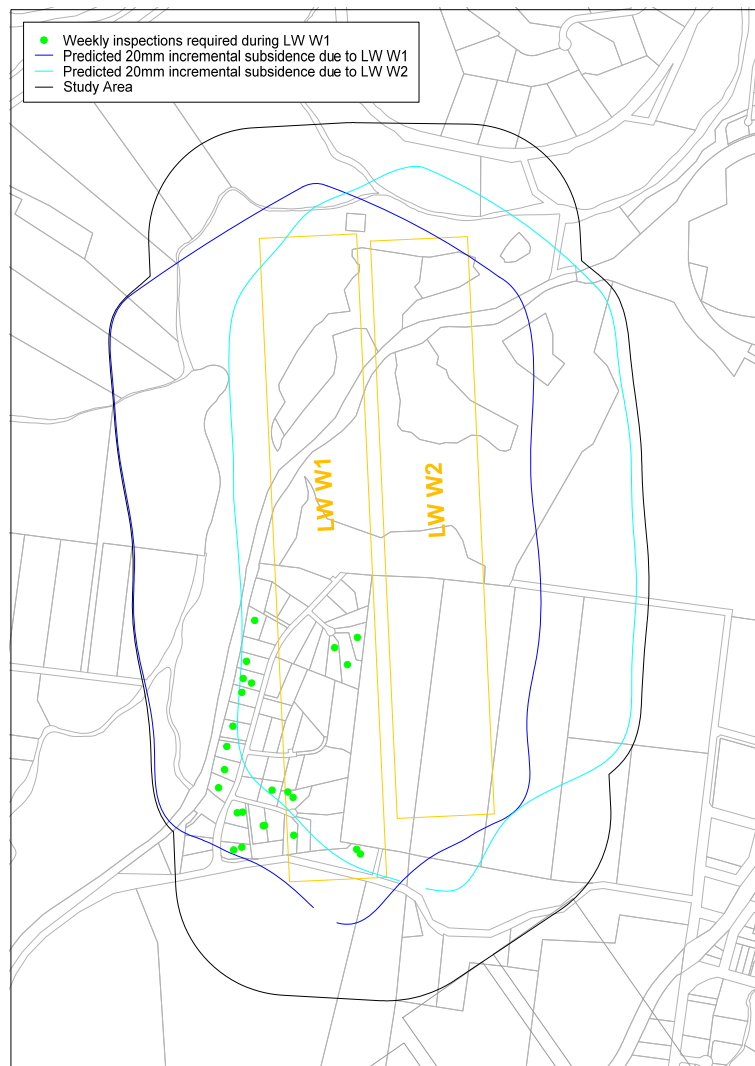 Weekly inspections required during LW W1
Predicted 20mm incremental subsidence due to LW W1
Predicted 20mm incremental subsidence due to LW W2
Study Area
LW W1
LW W2